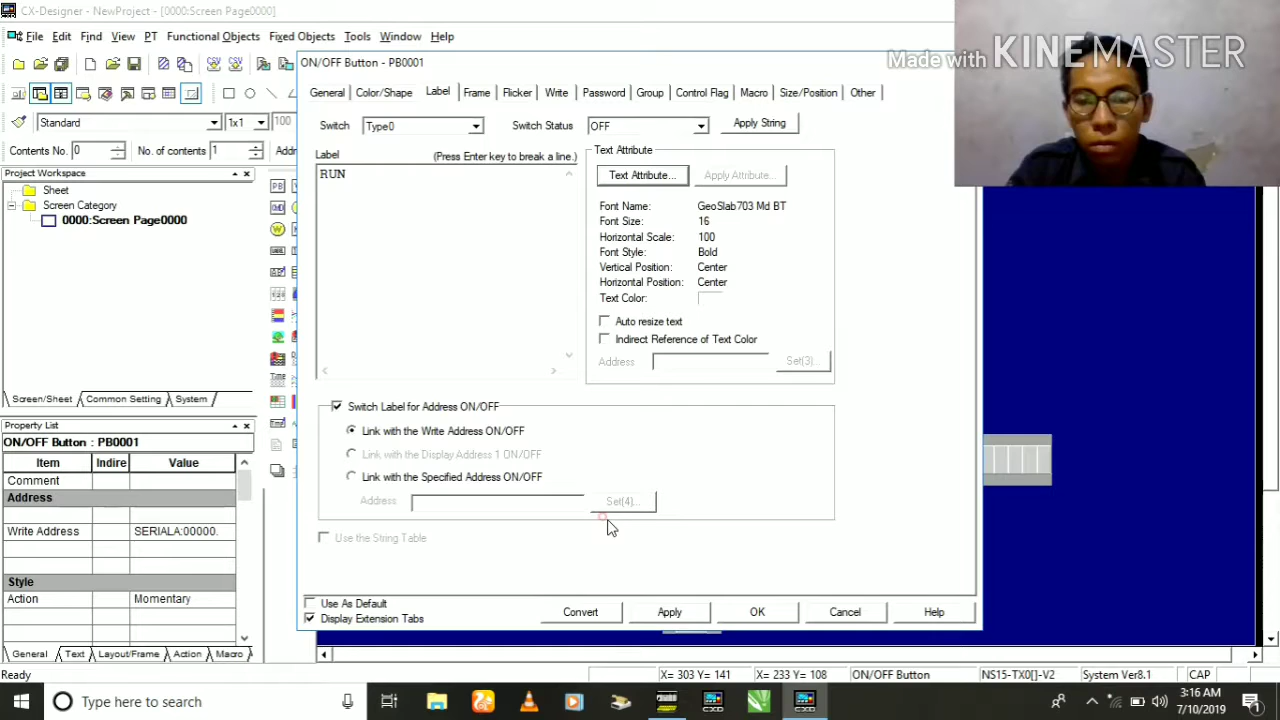 CX-Designer - NewProject - [0000:Screen Page0000]
Made with KINEMASTER
File Edit Find View PT Functional Objects Fixed Objects Tools Window Help
ON/OFF Button - PB0001
General Color/Shape Label Frame Flicker Write Password Group Control Flag Macro Size/Position Other
Standard 1x1 100
Switch Type0 Switch Status OFF Apply String
Contents No. 0 No. of contents 1
Label (Press Enter key to break a line.)
RUN
Text Attribute
Text Attribute... Apply Attribute...
Font Name: GeoSlab703 Md BT
Font Size: 16
Horizontal Scale: 100
Font Style: Bold
Vertical Position: Center
Horizontal Position: Center
Text Color:
Auto resize text
Indirect Reference of Text Color
Address Set(3)...
Project Workspace
Sheet
Screen Category
0000:Screen Page0000
Screen/Sheet Common Setting System
Switch Label for Address ON/OFF
Link with the Write Address ON/OFF
Link with the Display Address 1 ON/OFF
Link with the Specified Address ON/OFF
Address Set(4)...
Use the String Table
Property List
ON/OFF Button : PB0001
Item Indire Value
Comment
Address
Write Address SERIALA:00000.
Style
Action Momentary
General Text Layout/Frame Action Macro
Use As Default
Display Extension Tabs
Convert Apply OK Cancel Help
Ready X= 303 Y= 141 X= 233 Y= 108 ON/OFF Button NS15-TX0[]-V2 System Ver8.1 CAP
Type here to search
3:16 AM
7/10/2019